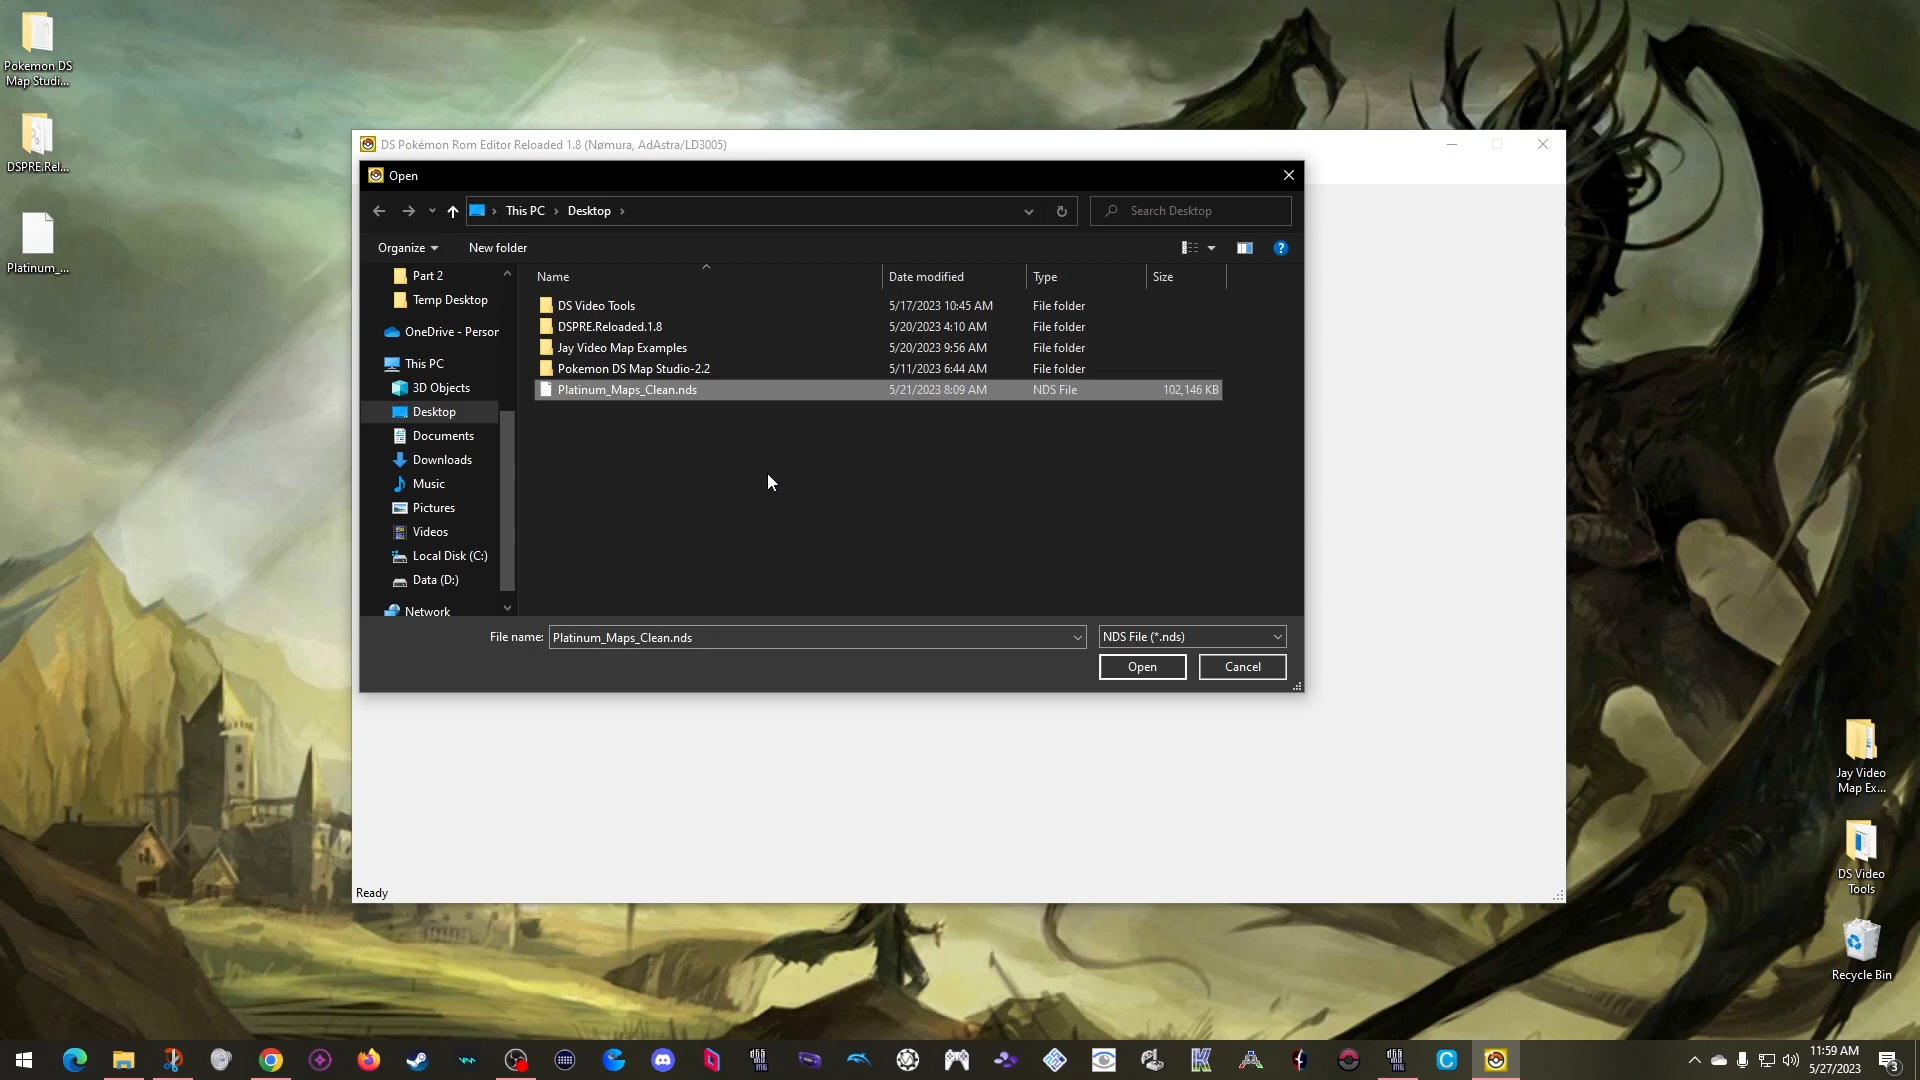 Pokemon DS
Map Studi...
DSPRE.Rel...
Platinum_...
DS Pokémon Rom Editor Reloaded 1.8 (Nømura, AdAstra/LD3005)
Open
This PC
Desktop
Search Desktop
Organize
New folder
?
Part 2
Temp Desktop
OneDrive - Person
This PC
3D Objects
Desktop
Documents
Downloads
Music
Pictures
Videos
Local Disk (C:)
Data (D:)
Network
Name Date modified Type Size
DS Video Tools 5/17/2023 10:45 AM File folder
DSPRE.Reloaded.1.8 5/20/2023 4:10 AM File folder
Jay Video Map Examples 5/20/2023 9:56 AM File folder
Pokemon DS Map Studio-2.2 5/11/2023 6:44 AM File folder
Platinum_Maps_Clean.nds 5/21/2023 8:09 AM NDS File 102,146 KB
File name: Platinum_Maps_Clean.nds NDS File (*.nds)
Open Cancel
Ready
Jay Video
Map Ex...
DS Video
Tools
Recycle Bin
11:59 AM
5/27/2023
3